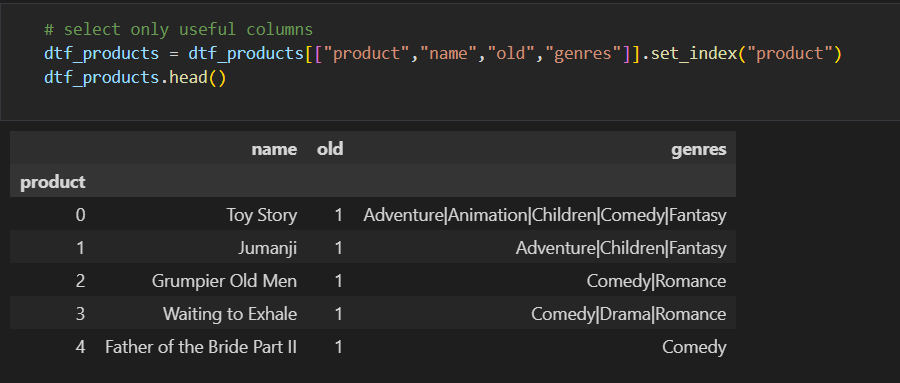 # select only useful columns
dtf_products = dtf_products[["product","name","old","genres"]].set_index("product")
dtf_products.head()
name old genres
product
0 Toy Story 1 Adventure|Animation|Children|Comedy|Fantasy
1 Jumanji 1 Adventure|Children|Fantasy
2 Grumpier Old Men 1 Comedy|Romance
3 Waiting to Exhale 1 Comedy|Drama|Romance
4 Father of the Bride Part II 1 Comedy